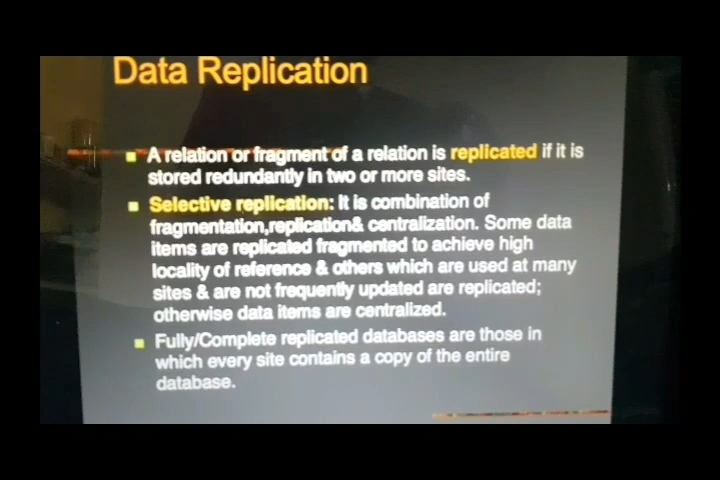 Data Replication
A relation or fragment of a relation is replicated if it is
stored redundantly in two or more sites.
Selective replication: It is combination of
fragmentation,replication& centralization. Some data
items are replicated fragmented to achieve high
locality of reference & others which are used at many
sites & are not frequently updated are replicated;
otherwise data items are centralized.
Fully/Complete replicated databases are those in
which every site contains a copy of the entire
database.